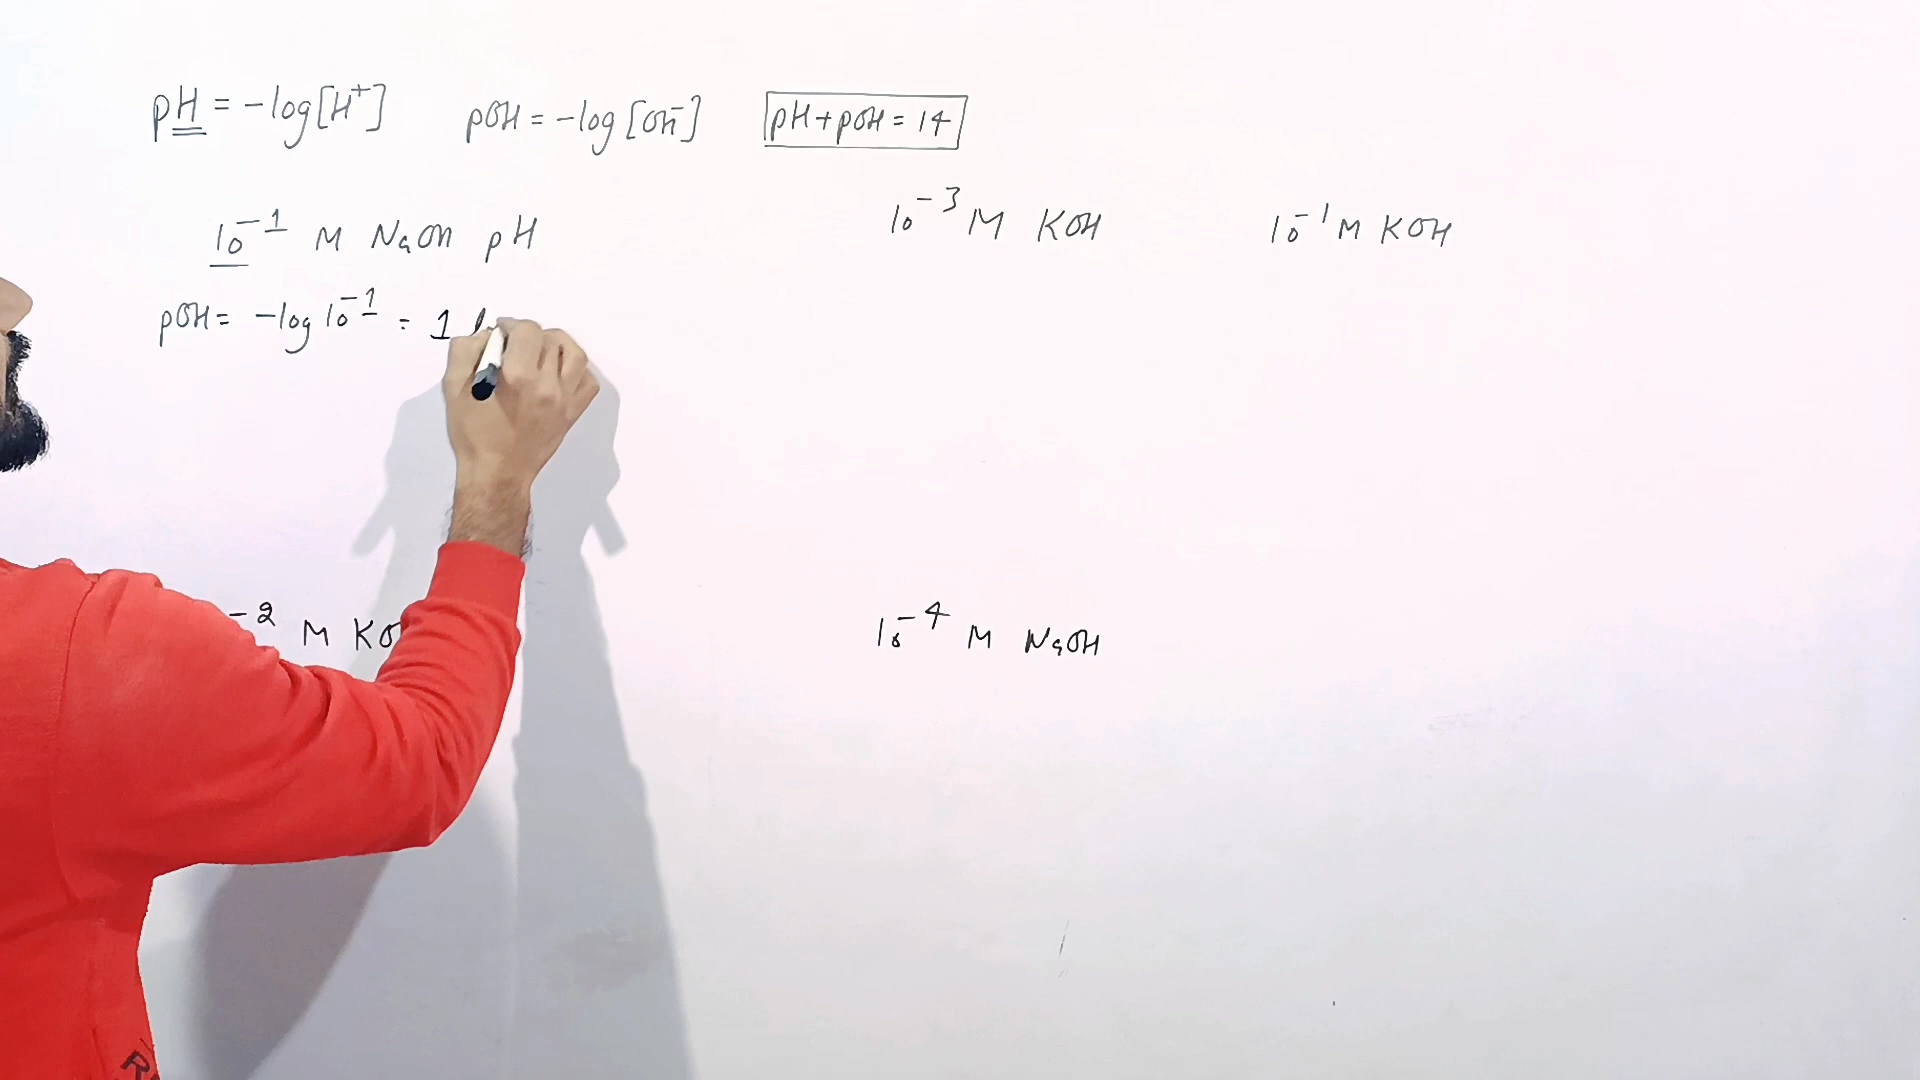 pH = -log[H⁺] pOH = -log[OH⁻] pH+pOH = 14
10⁻¹ M NaOH pH 10⁻³ M KOH 10⁻¹ M KOH
pOH = -log 10⁻¹ = 1
⁻² M KO 10⁻⁴ M NaOH